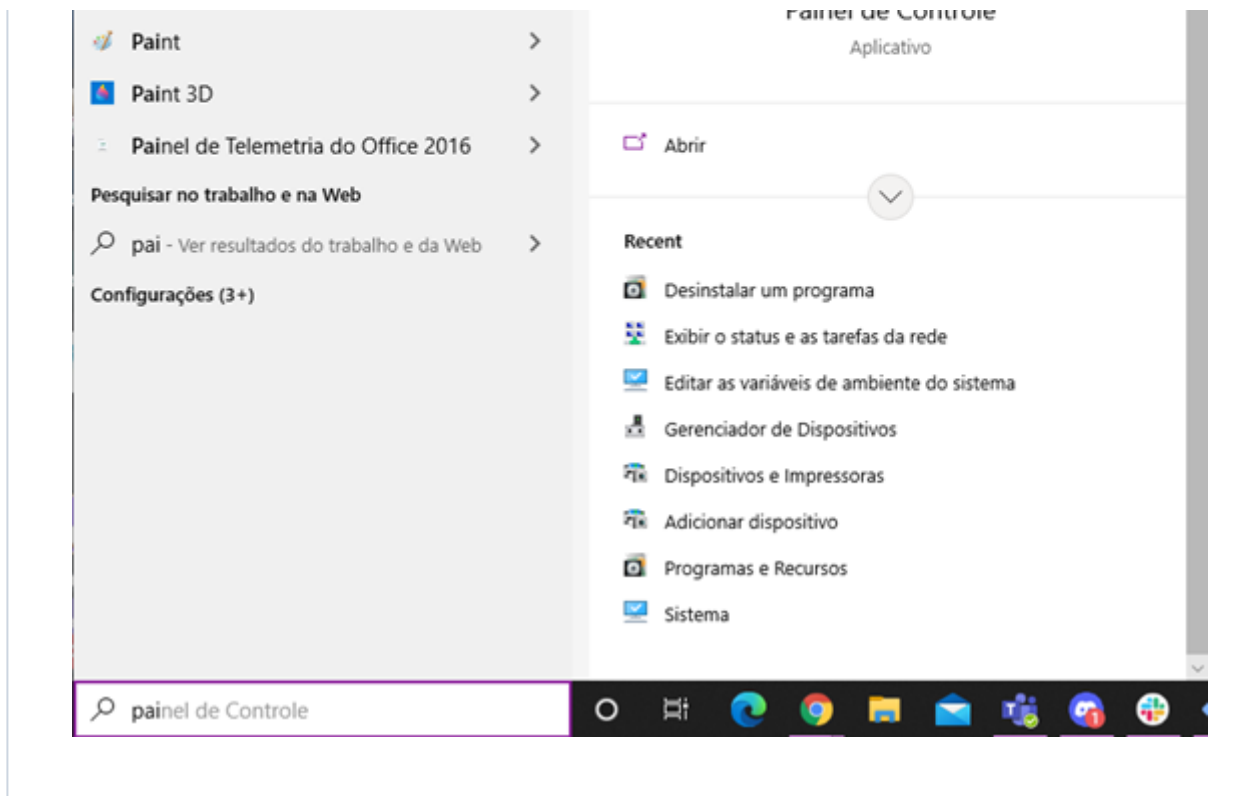 Paint
Paint 3D
Painel de Telemetria do Office 2016
Pesquisar no trabalho e na Web
pai - Ver resultados do trabalho e da Web
Configurações (3+)
painel de Controle
Painel de Controle
Aplicativo
Abrir
Recent
Desinstalar um programa
Exibir o status e as tarefas da rede
Editar as variáveis de ambiente do sistema
Gerenciador de Dispositivos
Dispositivos e Impressoras
Adicionar dispositivo
Programas e Recursos
Sistema
1